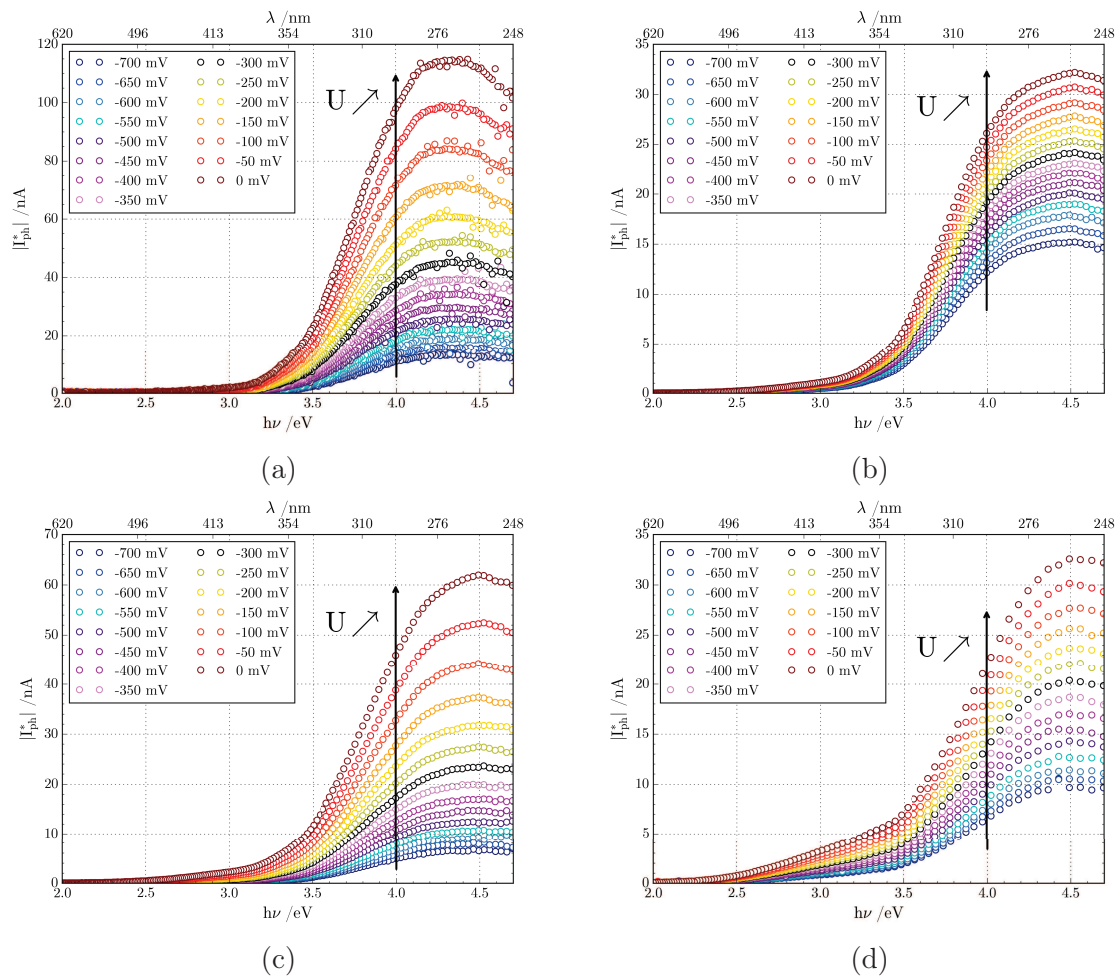 λ /nm
620 496 413 354 310 276 248
120
100
80
60
40
20
0
|I*ph| /nA
-700 mV -300 mV
-650 mV -250 mV
-600 mV -200 mV
-550 mV -150 mV
-500 mV -100 mV
-450 mV -50 mV
-400 mV 0 mV
-350 mV
U
2.0 2.5 3.0 3.5 4.0 4.5
hν /eV
(a)
λ /nm
620 496 413 354 310 276 248
35
30
25
20
15
10
5
0
|I*ph| /nA
-700 mV -300 mV
-650 mV -250 mV
-600 mV -200 mV
-550 mV -150 mV
-500 mV -100 mV
-450 mV -50 mV
-400 mV 0 mV
-350 mV
U
2.0 2.5 3.0 3.5 4.0 4.5
hν /eV
(b)
λ /nm
620 496 413 354 310 276 248
70
60
50
40
30
20
10
0
|I*ph| /nA
-700 mV -300 mV
-650 mV -250 mV
-600 mV -200 mV
-550 mV -150 mV
-500 mV -100 mV
-450 mV -50 mV
-400 mV 0 mV
-350 mV
U
2.0 2.5 3.0 3.5 4.0 4.5
hν /eV
(c)
λ /nm
620 496 413 354 310 276 248
35
30
25
20
15
10
5
0
|I*ph| /nA
-700 mV -300 mV
-650 mV -250 mV
-600 mV -200 mV
-550 mV -150 mV
-500 mV -100 mV
-450 mV -50 mV
-400 mV 0 mV
-350 mV
U
2.0 2.5 3.0 3.5 4.0 4.5
hν /eV
(d)